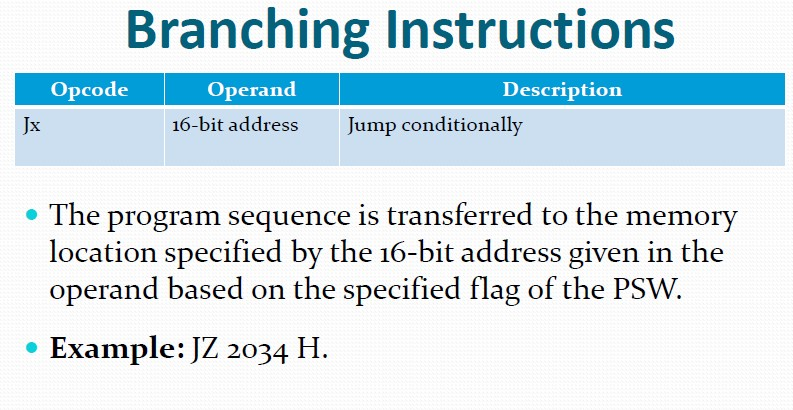 Branching Instructions
Opcode Operand Description
Jx 16-bit address Jump conditionally
• The program sequence is transferred to the memory
location specified by the 16-bit address given in the
operand based on the specified flag of the PSW.
• Example: JZ 2034 H.